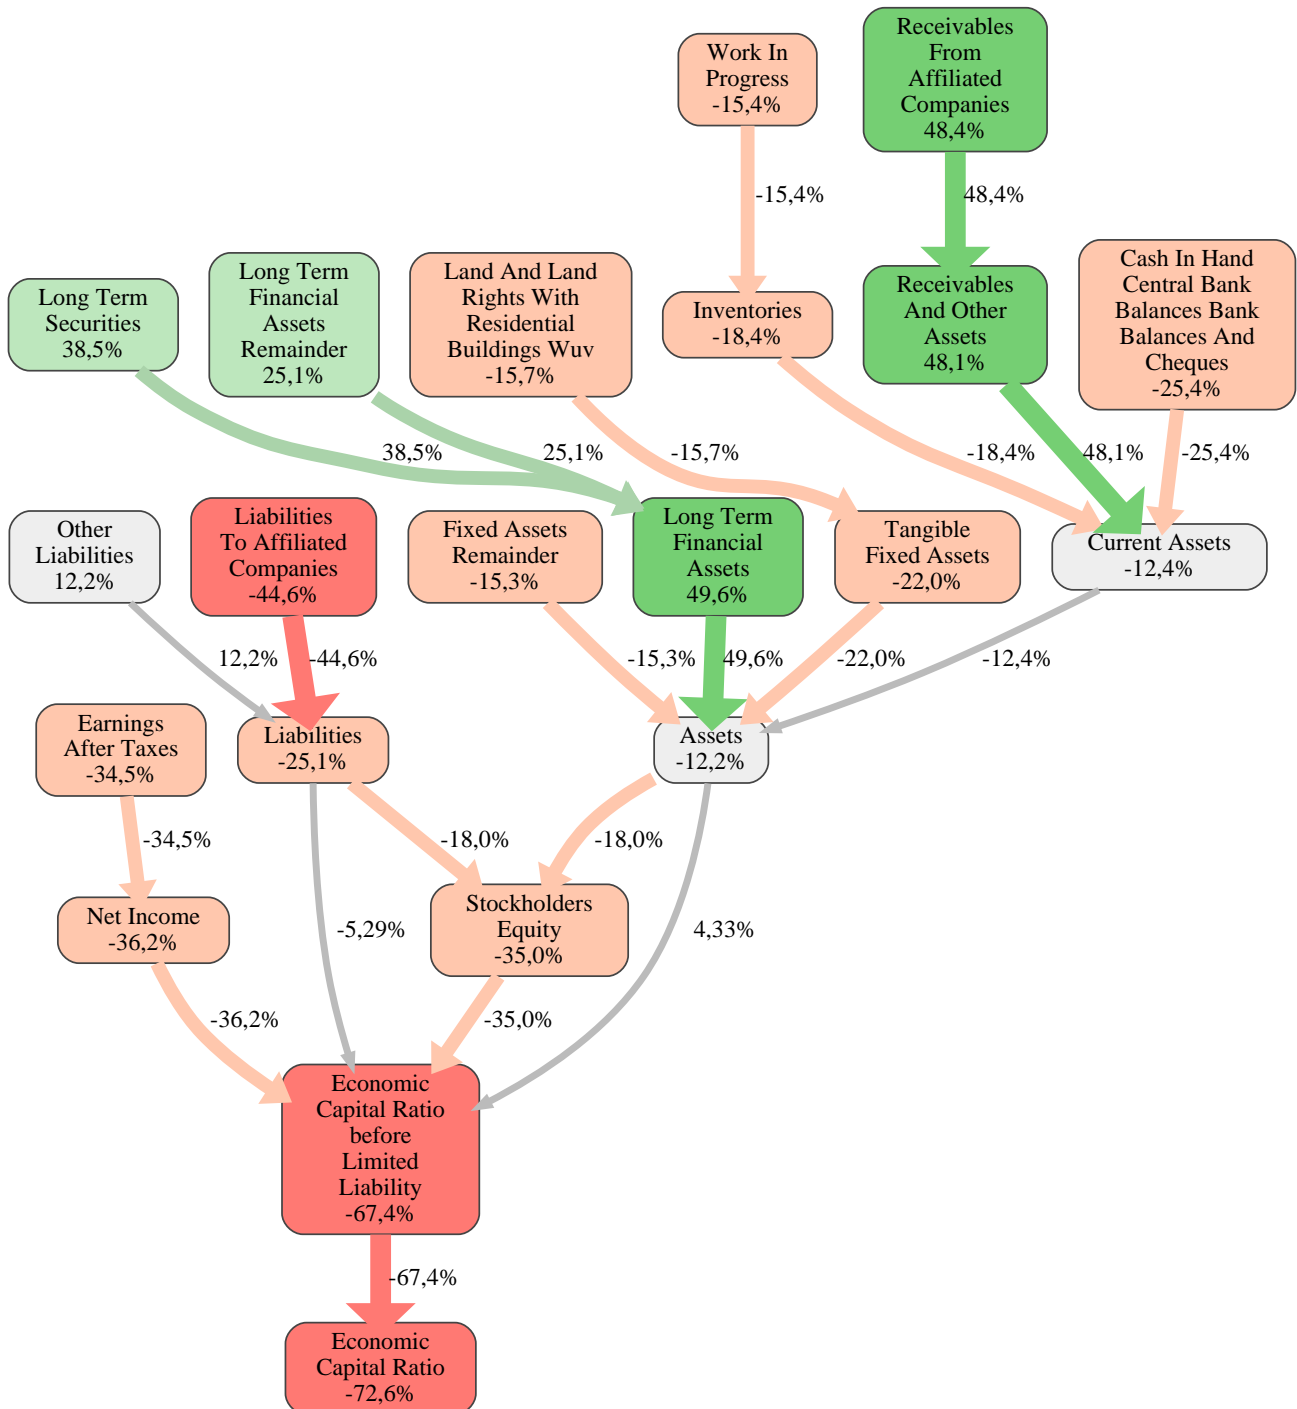 Receivables
From
Affiliated
Companies
48,4%
Work In
Progress
-15,4%
-15,4%
48,4%
Long Term
Securities
38,5%
Long Term
Financial
Assets
Remainder
25,1%
Land And Land
Rights With
Residential
Buildings Wuv
-15,7%
Inventories
-18,4%
Receivables
And Other
Assets
48,1%
Cash In Hand
Central Bank
Balances Bank
Balances And
Cheques
-25,4%
38,5%
25,1%
-15,7%
-18,4%
48,1%
-25,4%
Other
Liabilities
12,2%
Liabilities
To Affiliated
Companies
-44,6%
Fixed Assets
Remainder
-15,3%
Long Term
Financial
Assets
49,6%
Tangible
Fixed Assets
-22,0%
Current Assets
-12,4%
12,2%
-44,6%
-15,3%
49,6%
-22,0%
-12,4%
Earnings
After Taxes
-34,5%
Liabilities
-25,1%
Assets
-12,2%
-34,5%
-18,0%
-18,0%
Net Income
-36,2%
-5,29%
Stockholders
Equity
-35,0%
4,33%
-36,2%
-35,0%
Economic
Capital Ratio
before
Limited
Liability
-67,4%
-67,4%
Economic
Capital Ratio
-72,6%